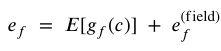 e_f = E[g_f(c)] + e_f^(field)